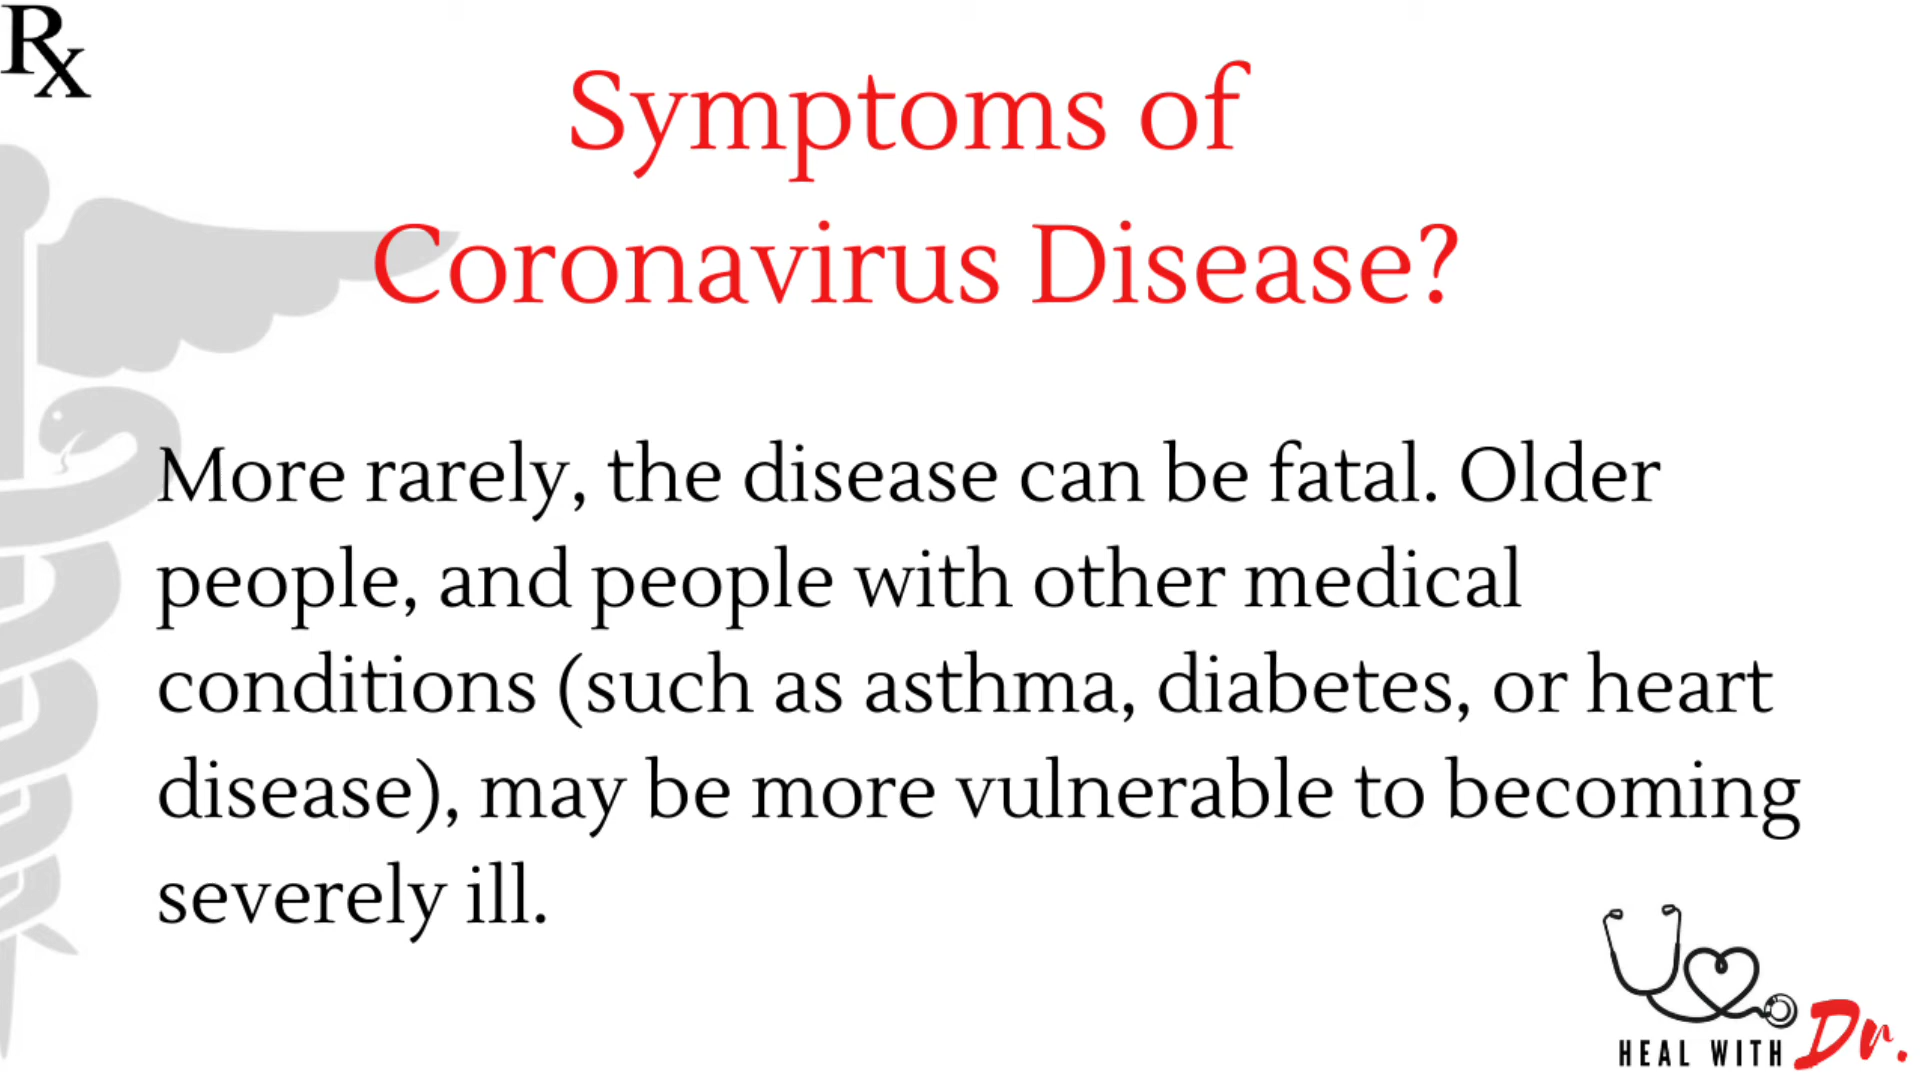 Rx
Symptoms of
Coronavirus Disease?
More rarely, the disease can be fatal. Older
people, and people with other medical
conditions (such as asthma, diabetes, or heart
disease), may be more vulnerable to becoming
severely ill.
HEAL WITH Dr.